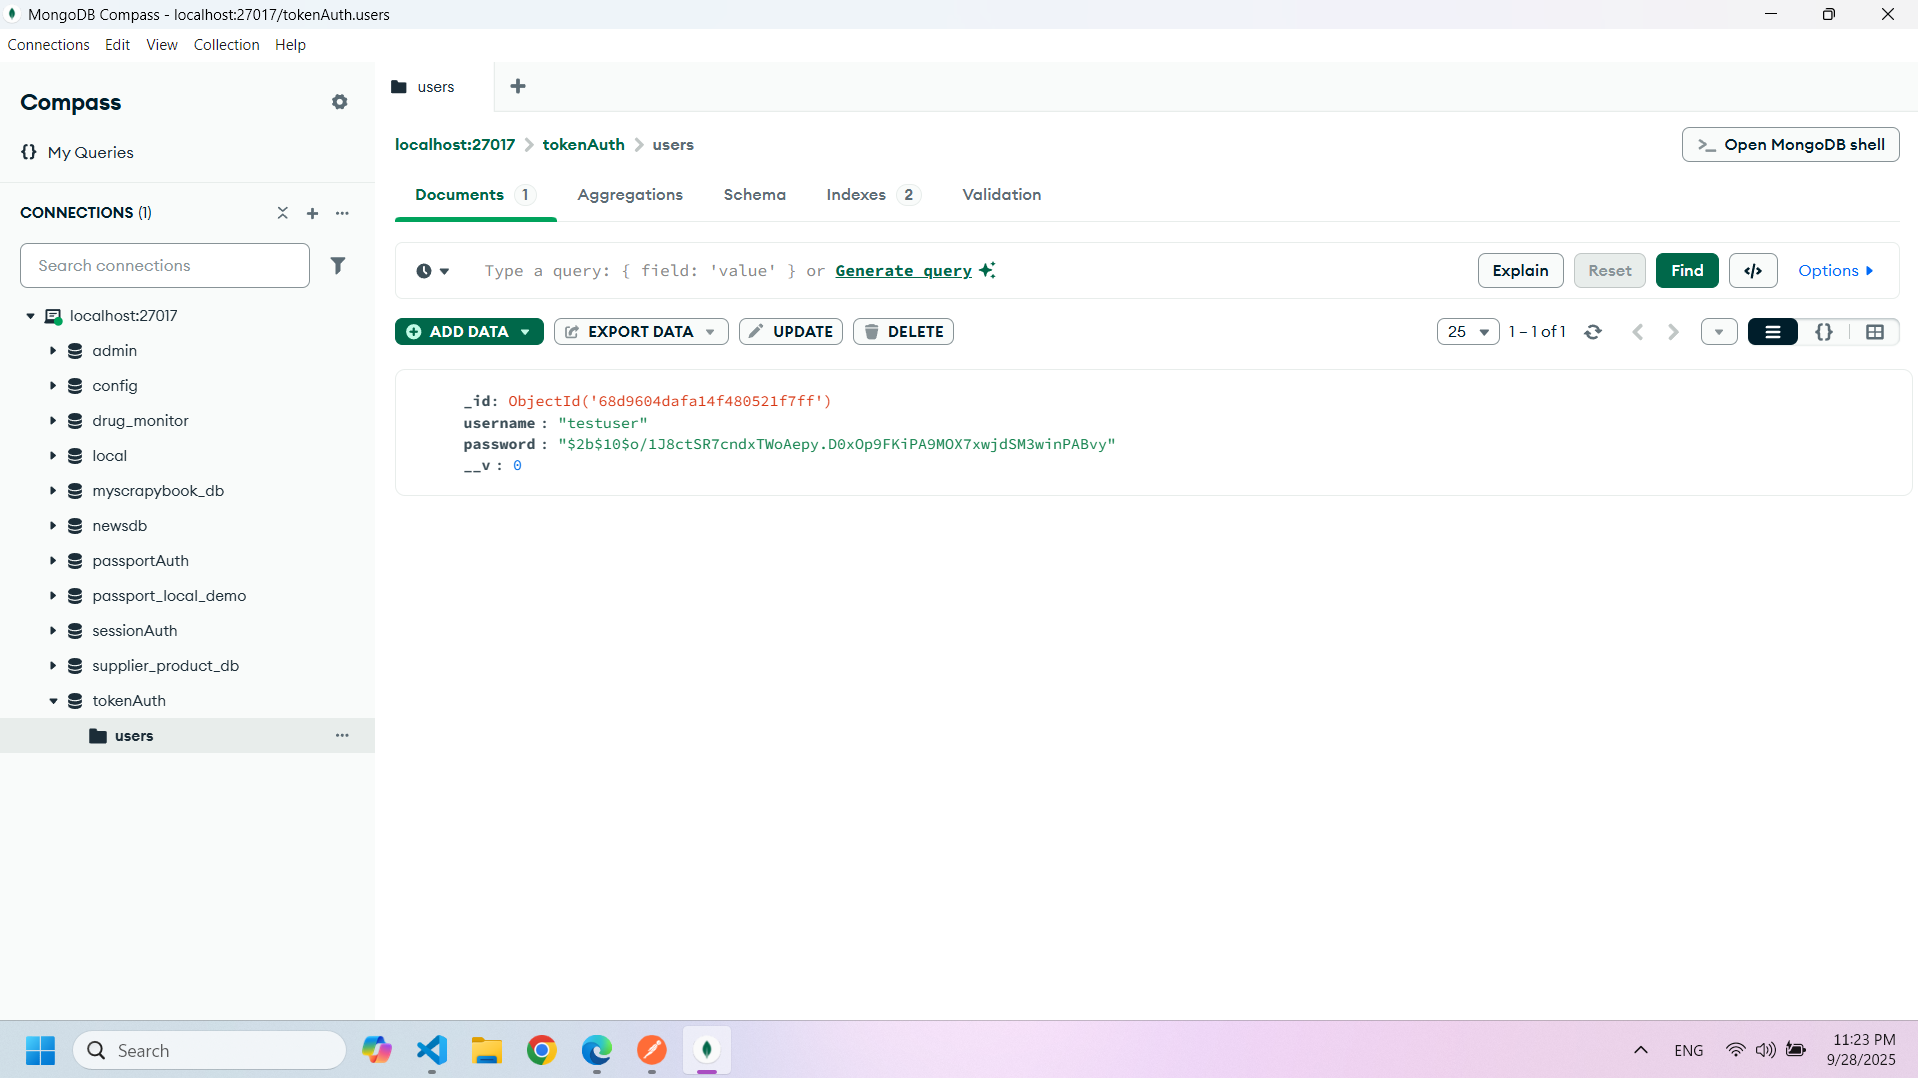 MongoDB Compass - localhost:27017/tokenAuth.users
Connections Edit View Collection Help
Compass
{} My Queries
CONNECTIONS (1)
Search connections
localhost:27017
admin
config
drug_monitor
local
myscrapybook_db
newsdb
passportAuth
passport_local_demo
sessionAuth
supplier_product_db
tokenAuth
users
users
localhost:27017 > tokenAuth > users
>_ Open MongoDB shell
Documents 1 Aggregations Schema Indexes 2 Validation
Type a query: { field: 'value' } or Generate query
Explain Reset Find </> Options
ADD DATA EXPORT DATA UPDATE DELETE
25 1 – 1 of 1 {}
_id: ObjectId('68d9604dafa14f480521f7ff')
username : "testuser"
password : "$2b$10$o/1J8ctSR7cndxTWoAepy.D0xOp9FKiPA9MOX7xwjdSM3winPABvy"
__v : 0
Search
ENG
11:23 PM
9/28/2025